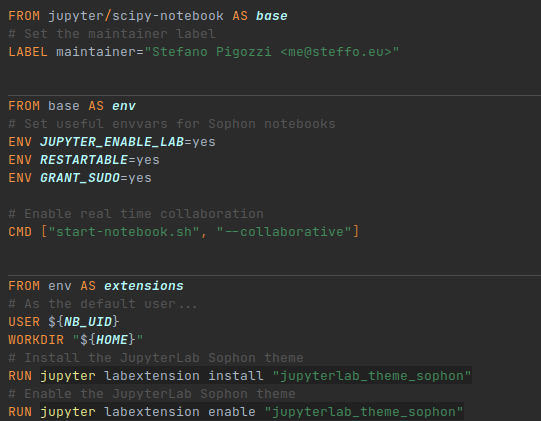 FROM jupyter/scipy-notebook AS base
# Set the maintainer label
LABEL maintainer="Stefano Pigozzi <me@steffo.eu>"
FROM base AS env
# Set useful envvars for Sophon notebooks
ENV JUPYTER_ENABLE_LAB=yes
ENV RESTARTABLE=yes
ENV GRANT_SUDO=yes
# Enable real time collaboration
CMD ["start-notebook.sh", "--collaborative"]
FROM env AS extensions
# As the default user...
USER ${NB_UID}
WORKDIR "${HOME}"
# Install the JupyterLab Sophon theme
RUN jupyter labextension install "jupyterlab_theme_sophon"
# Enable the JupyterLab Sophon theme
RUN jupyter labextension enable "jupyterlab_theme_sophon"